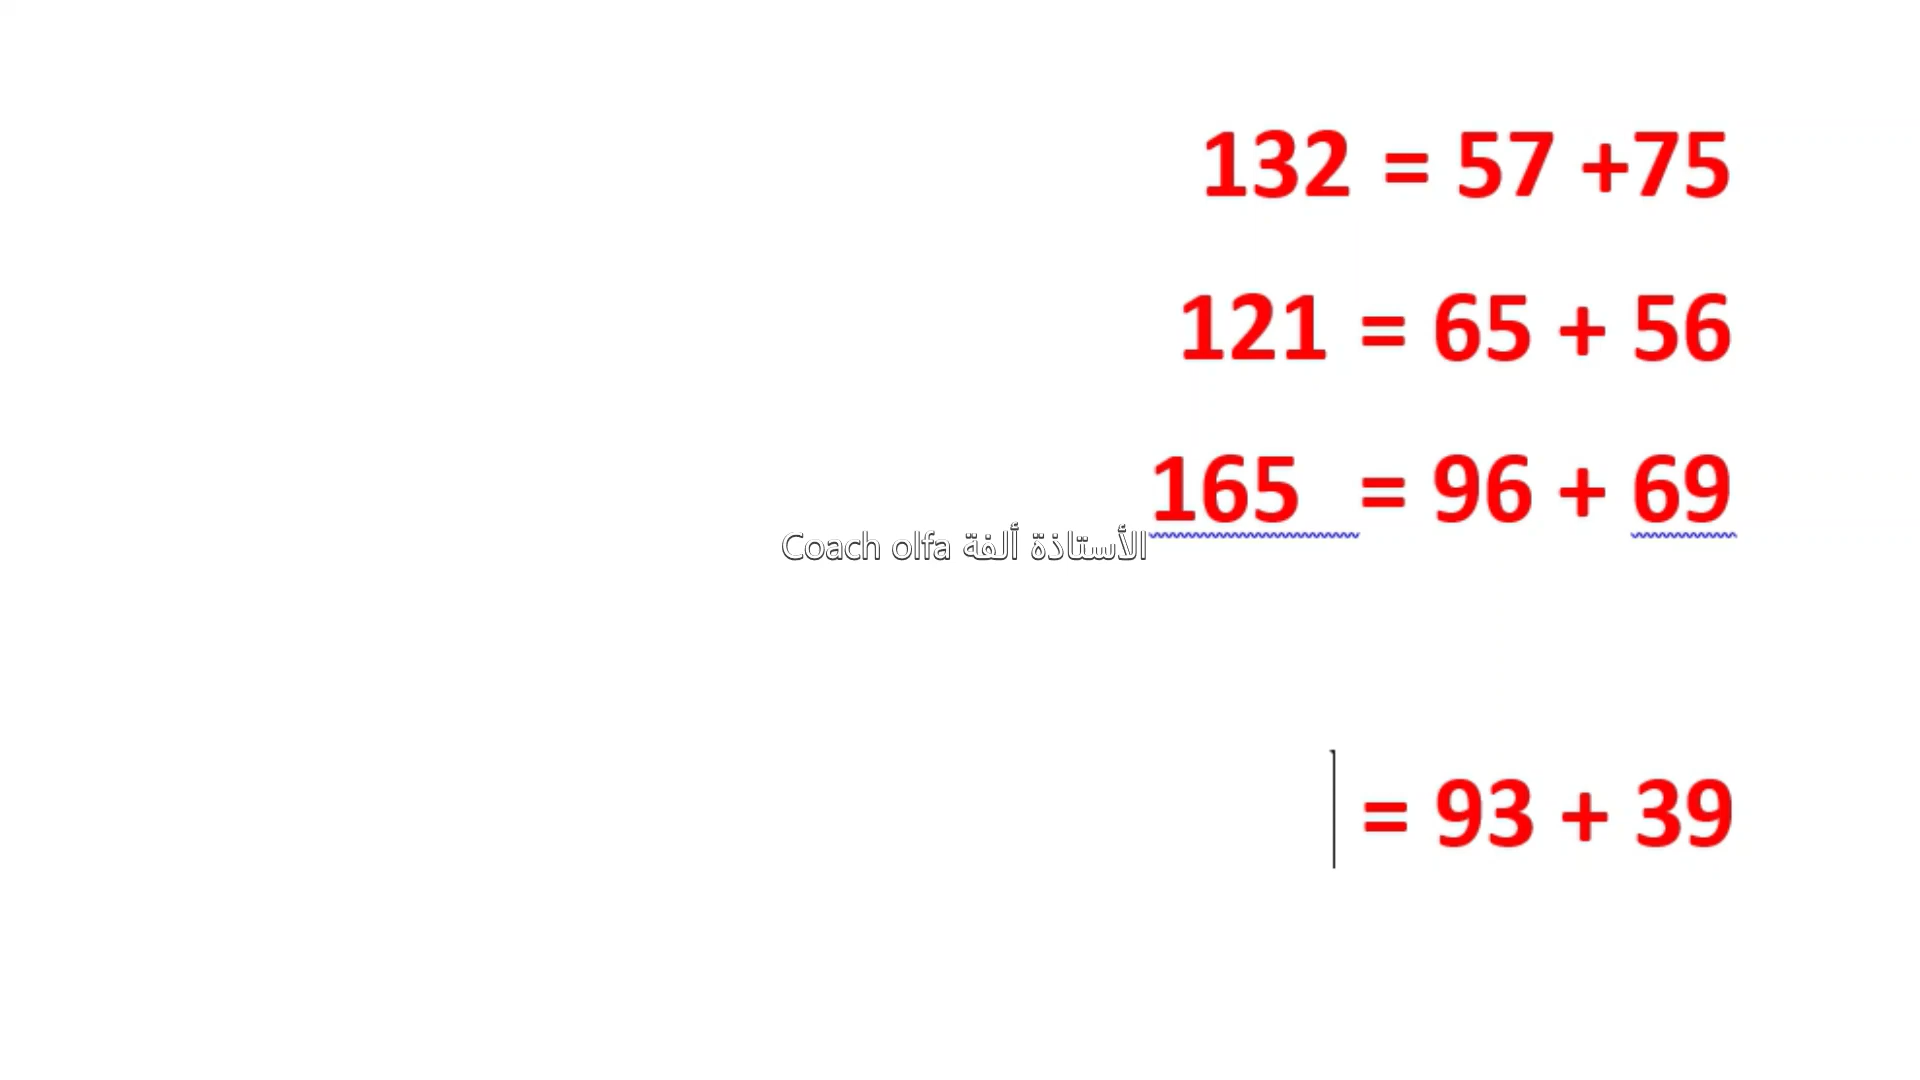 132 = 57 +75
121 = 65 + 56
165 = 96 + 69
Coach olfa الأستاذة ألفة
= 93 + 39